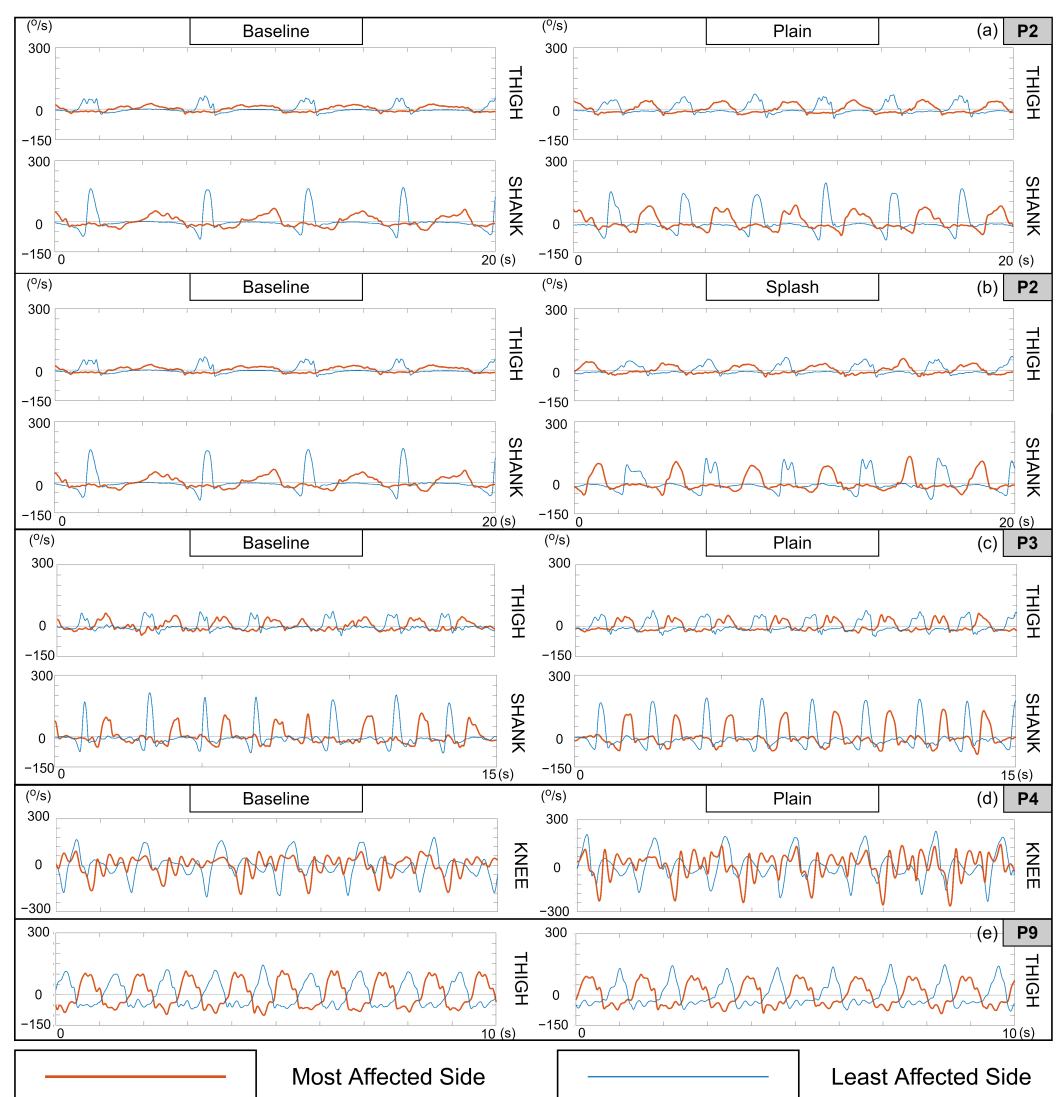 (o/s) Baseline (o/s) Plain (a) P2
300 300
0 THIGH 0 THIGH
−150 −150
300 300
0 SHANK 0 SHANK
−150 −150
0 20 (s) 0 20 (s)
(o/s) Baseline (o/s) Splash (b) P2
300 300
0 THIGH 0 THIGH
−150 −150
300 300
0 SHANK 0 SHANK
−150 −150
0 20 (s) 0 20 (s)
(o/s) Baseline (o/s) Plain (c) P3
300 300
0 THIGH 0 THIGH
−150 −150
300 300
0 SHANK 0 SHANK
−150 −150
0 15 (s) 0 15 (s)
(o/s) Baseline (o/s) Plain (d) P4
300 300
0 KNEE 0 KNEE
−300 −300
300 300 (e) P9
0 THIGH 0 THIGH
−150 −150
0 10 (s) 0 10 (s)
Most Affected Side Least Affected Side